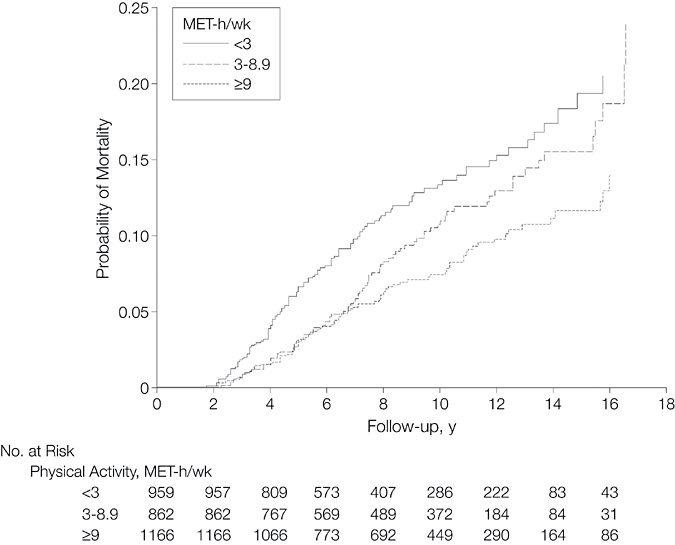 0.25
0.20
0.15
0.10
0.05
0
Probability of Mortality
MET-h/wk
<3
3-8.9
≥9
0 2 4 6 8 10 12 14 16 18
Follow-up, y
No. at Risk
Physical Activity, MET-h/wk
<3 959 957 809 573 407 286 222 83 43
3-8.9 862 862 767 569 489 372 184 84 31
≥9 1166 1166 1066 773 692 449 290 164 86